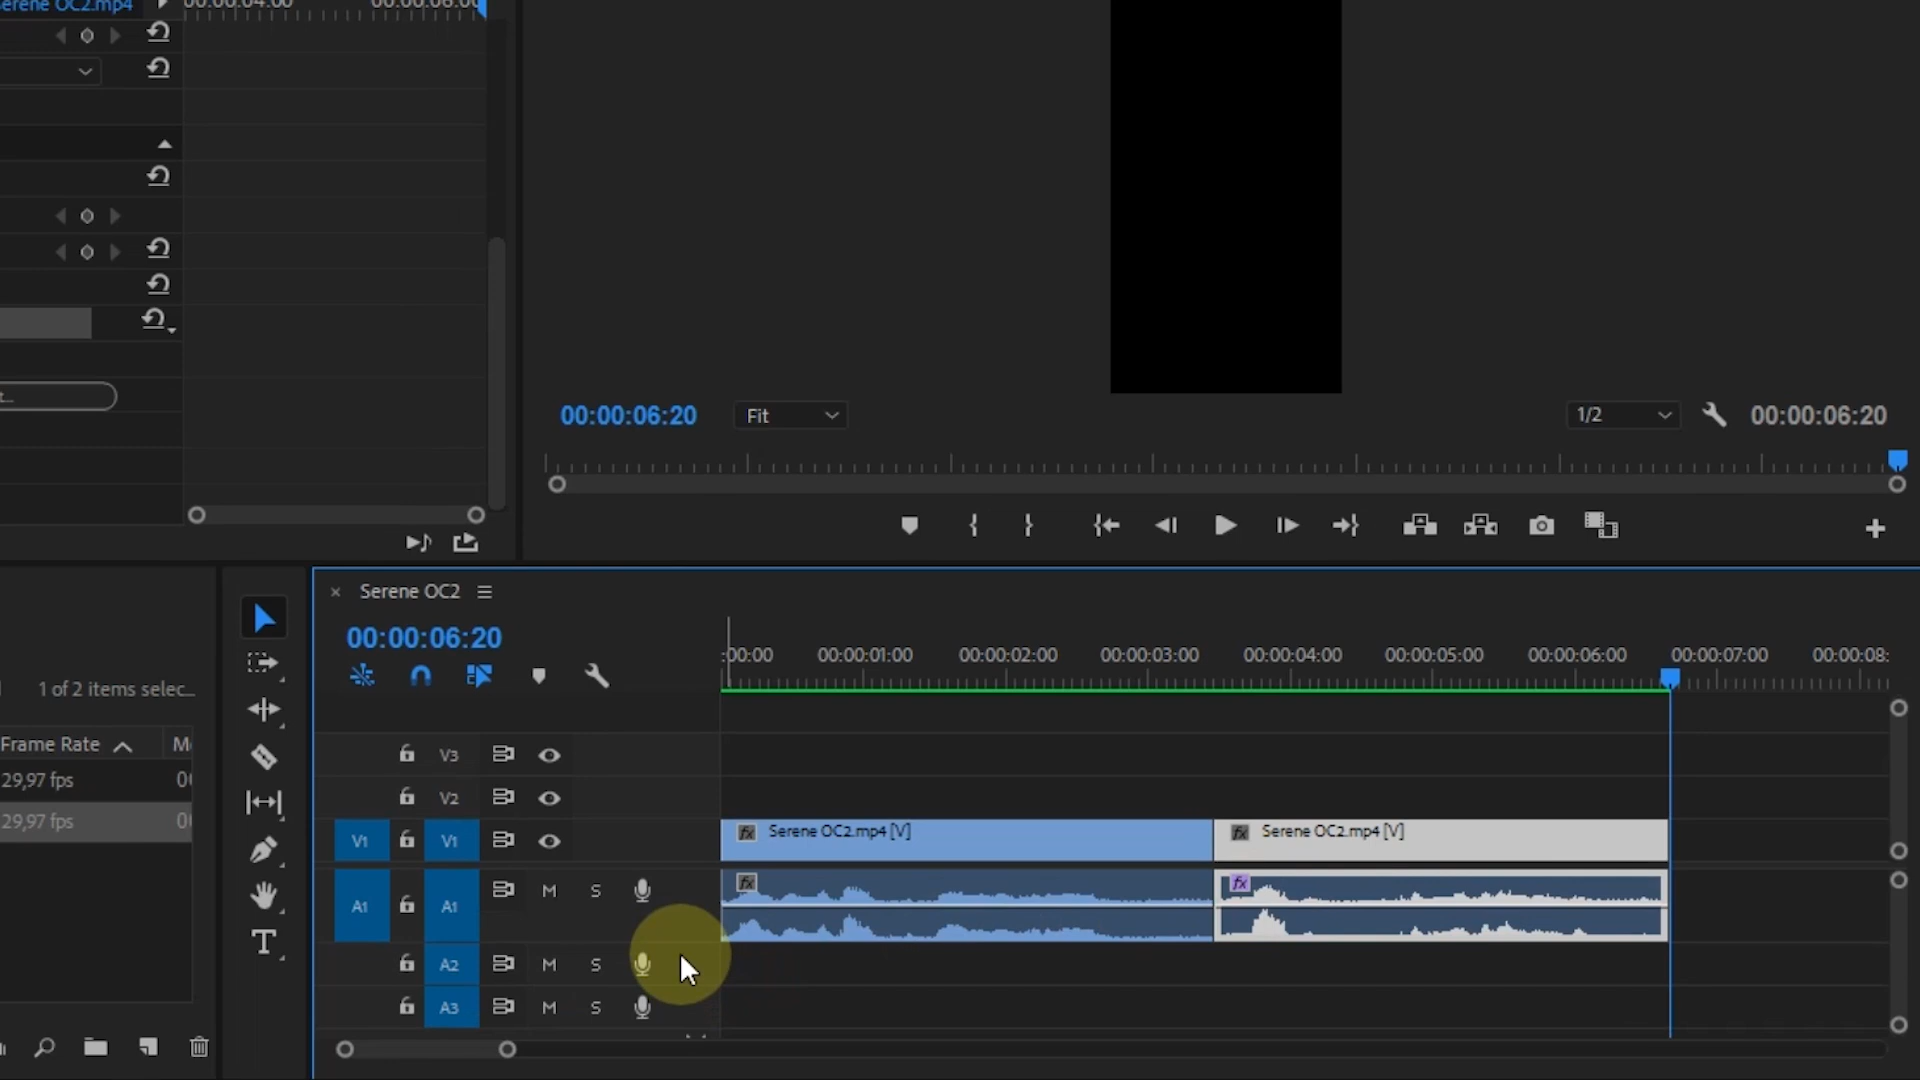 Serene OC2.mp4
00:00:04:00
00:00:06:00
00:00:06:20
Fit
1/2
00:00:06:20
Serene OC2
00:00:06:20
:00:00
00:00:01:00
00:00:02:00
00:00:03:00
00:00:04:00
00:00:05:00
00:00:06:00
00:00:07:00
00:00:08:
1 of 2 items selec...
Frame Rate
29,97 fps
29,97 fps
V3
V2
V1
V1
fx
Serene OC2.mp4 [V]
fx
Serene OC2.mp4 [V]
A1
A1
M
S
fx
fx
A2
M
S
A3
M
S